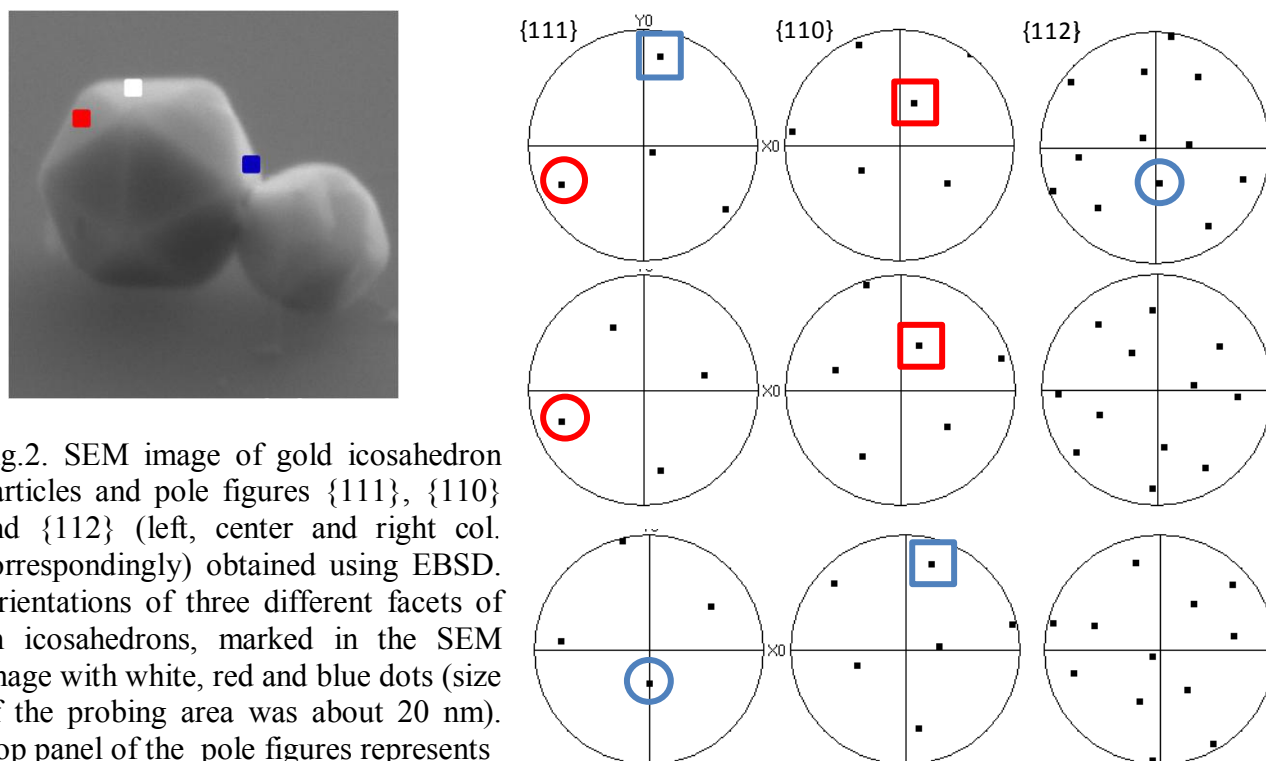 {111}
Y0
{110}
{112}
X0
X0
X0
g.2. SEM image of gold icosahedron
articles and pole figures {111}, {110}
nd {112} (left, center and right col.
orrespondingly) obtained using EBSD.
rientations of three different facets of
n icosahedrons, marked in the SEM
nage with white, red and blue dots (size
f the probing area was about 20 nm).
op panel of the pole figures represents